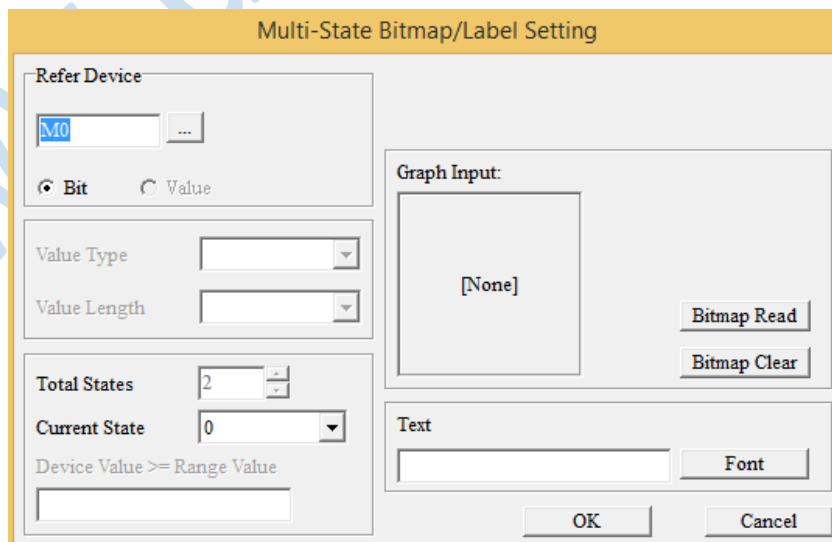 Multi-State Bitmap/Label Setting
Refer Device
M0
...
Bit
Value
Value Type
Value Length
Total States
2
Current State
0
Device Value >= Range Value
Graph Input:
[None]
Bitmap Read
Bitmap Clear
Text
Font
OK
Cancel